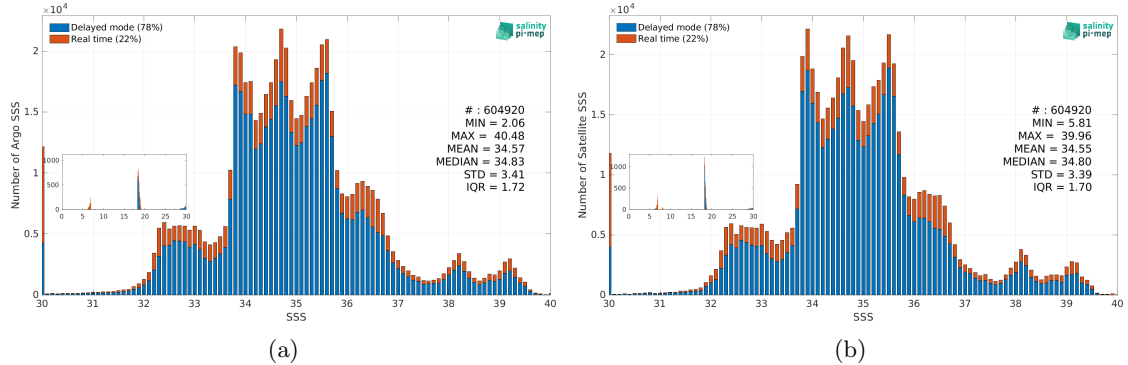 ×10⁴
Delayed mode (78%)
Real time (22%)
salinity
pi-mep
2
1.5
1
0.5
0
Number of Argo SSS
# : 604920
MIN = 2.06
MAX = 40.48
MEAN = 34.57
MEDIAN = 34.83
STD = 3.41
IQR = 1.72
1000
500
0
0 5 10 15 20 25 30
30 31 32 33 34 35 36 37 38 39 40
SSS
(a)
×10⁴
Delayed mode (78%)
Real time (22%)
salinity
pi-mep
2
1.5
1
0.5
0
Number of Satellite SSS
# : 604920
MIN = 5.81
MAX = 39.96
MEAN = 34.55
MEDIAN = 34.80
STD = 3.39
IQR = 1.70
1000
500
0
0 5 10 15 20 25 30
30 31 32 33 34 35 36 37 38 39 40
SSS
(b)